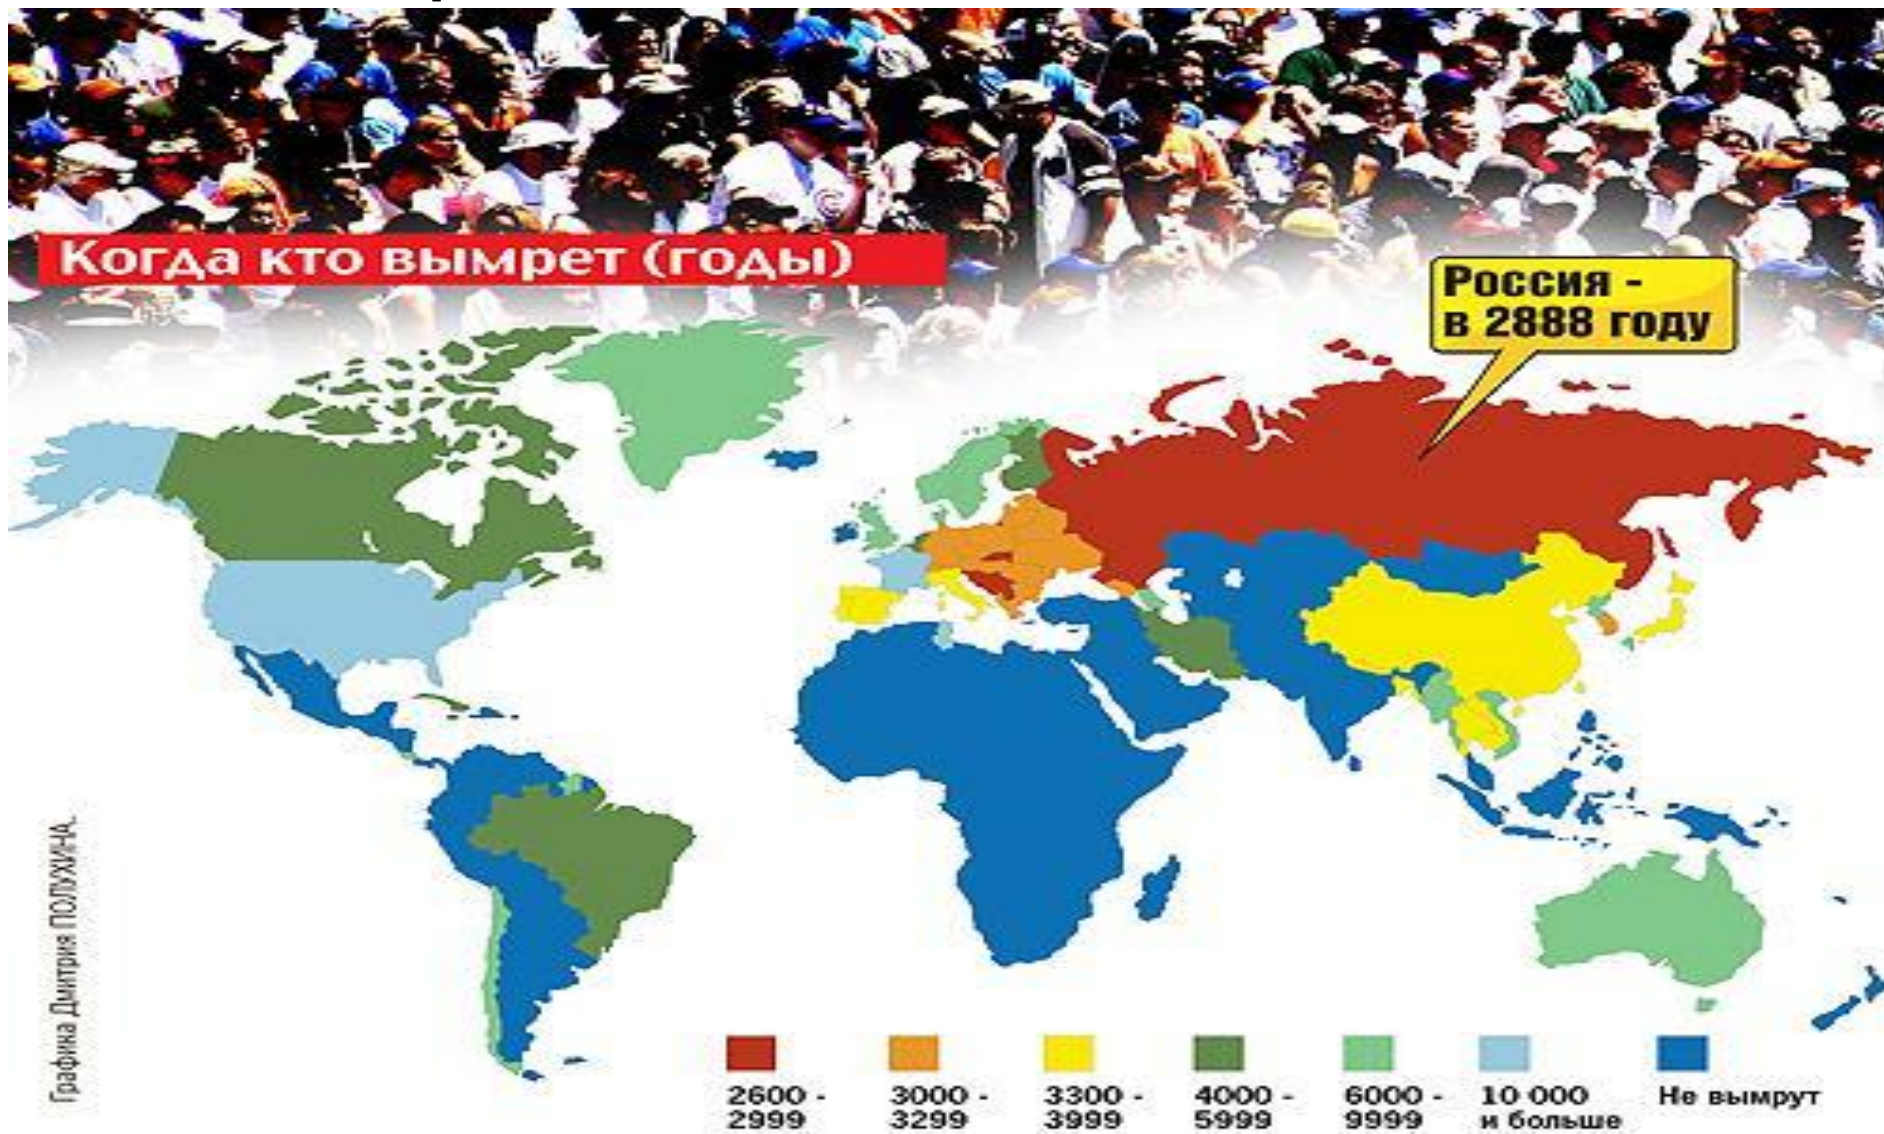 Когда кто вымрет (годы)
Россия -
в 2888 году
Графика Дмитрия ПОЛУХИНА.
2600 -
2999
3000 -
3299
3300 -
3999
4000 -
5999
6000 -
9999
10 000
и больше
Не вымрут